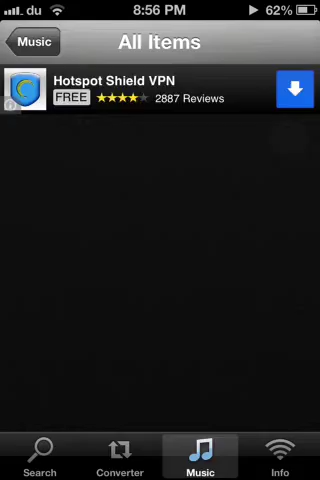 du 8:56 PM 62%
Music All Items
Hotspot Shield VPN
FREE 2887 Reviews
Search Converter Music Info